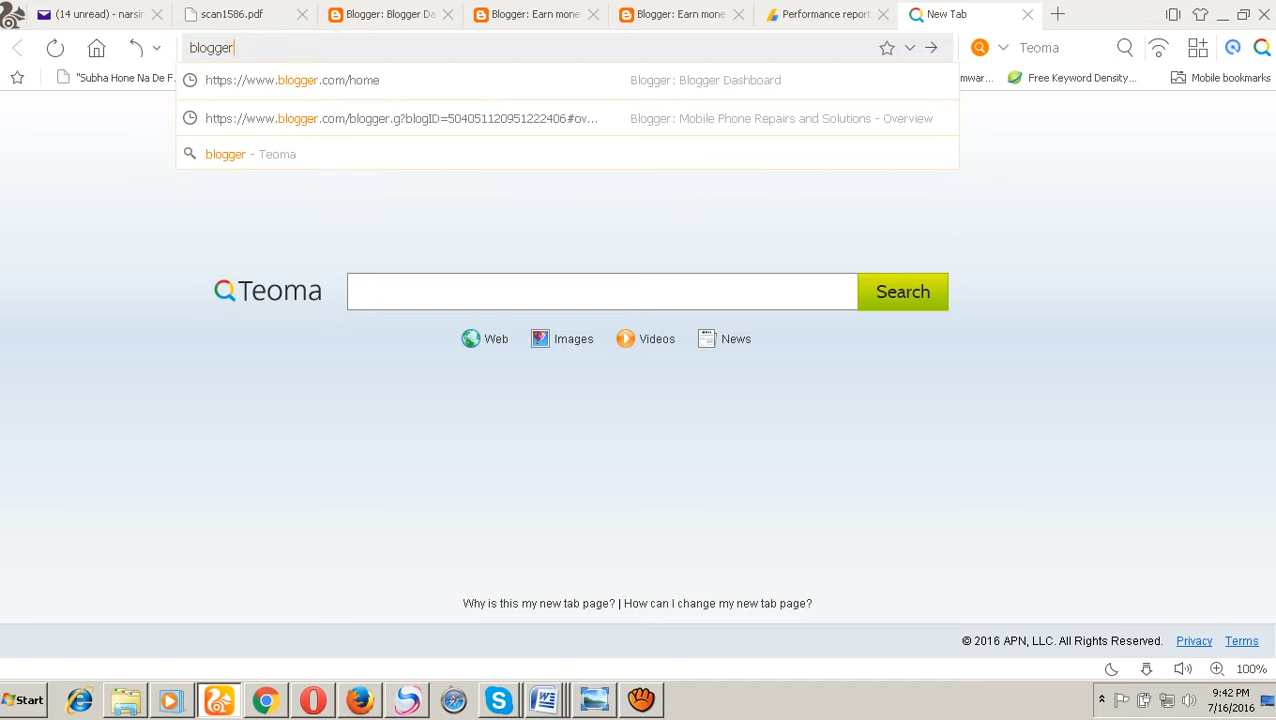 (1 unread) - narsir
scan1586.pdf
Blogger: Blogger Da
Blogger: Earn mone
Blogger: Earn mone
Performance report
New Tab
blogger
Teoma
https://www.blogger.com/home Blogger: Blogger Dashboard
https://www.blogger.com/blogger.g?blogID=504051120951222406#ov... Blogger: Mobile Phone Repairs and Solutions - Overview
blogger - Teoma
"Subha Hone Na De F
mwar...
Free Keyword Density...
Mobile bookmarks
Teoma
Search
Web Images Videos News
Why is this my new tab page? | How can I change my new tab page?
© 2016 APN, LLC. All Rights Reserved. Privacy Terms
100%
Start
9:42 PM
7/16/2016